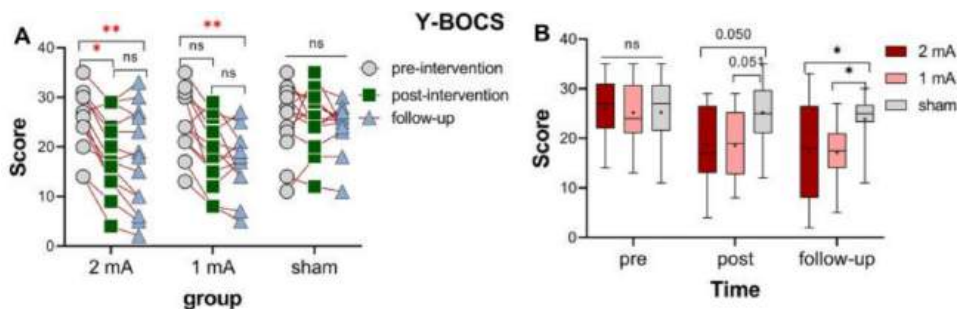 Y-BOCS
A
** ** ns
* ns ns ns
40
30
20
10
0
Score
2 mA 1 mA sham
group
pre-intervention
post-intervention
follow-up
B
ns 0.050 *
0.051 *
40
30
20
10
0
Score
pre post follow-up
Time
2 mA
1 mA
sham